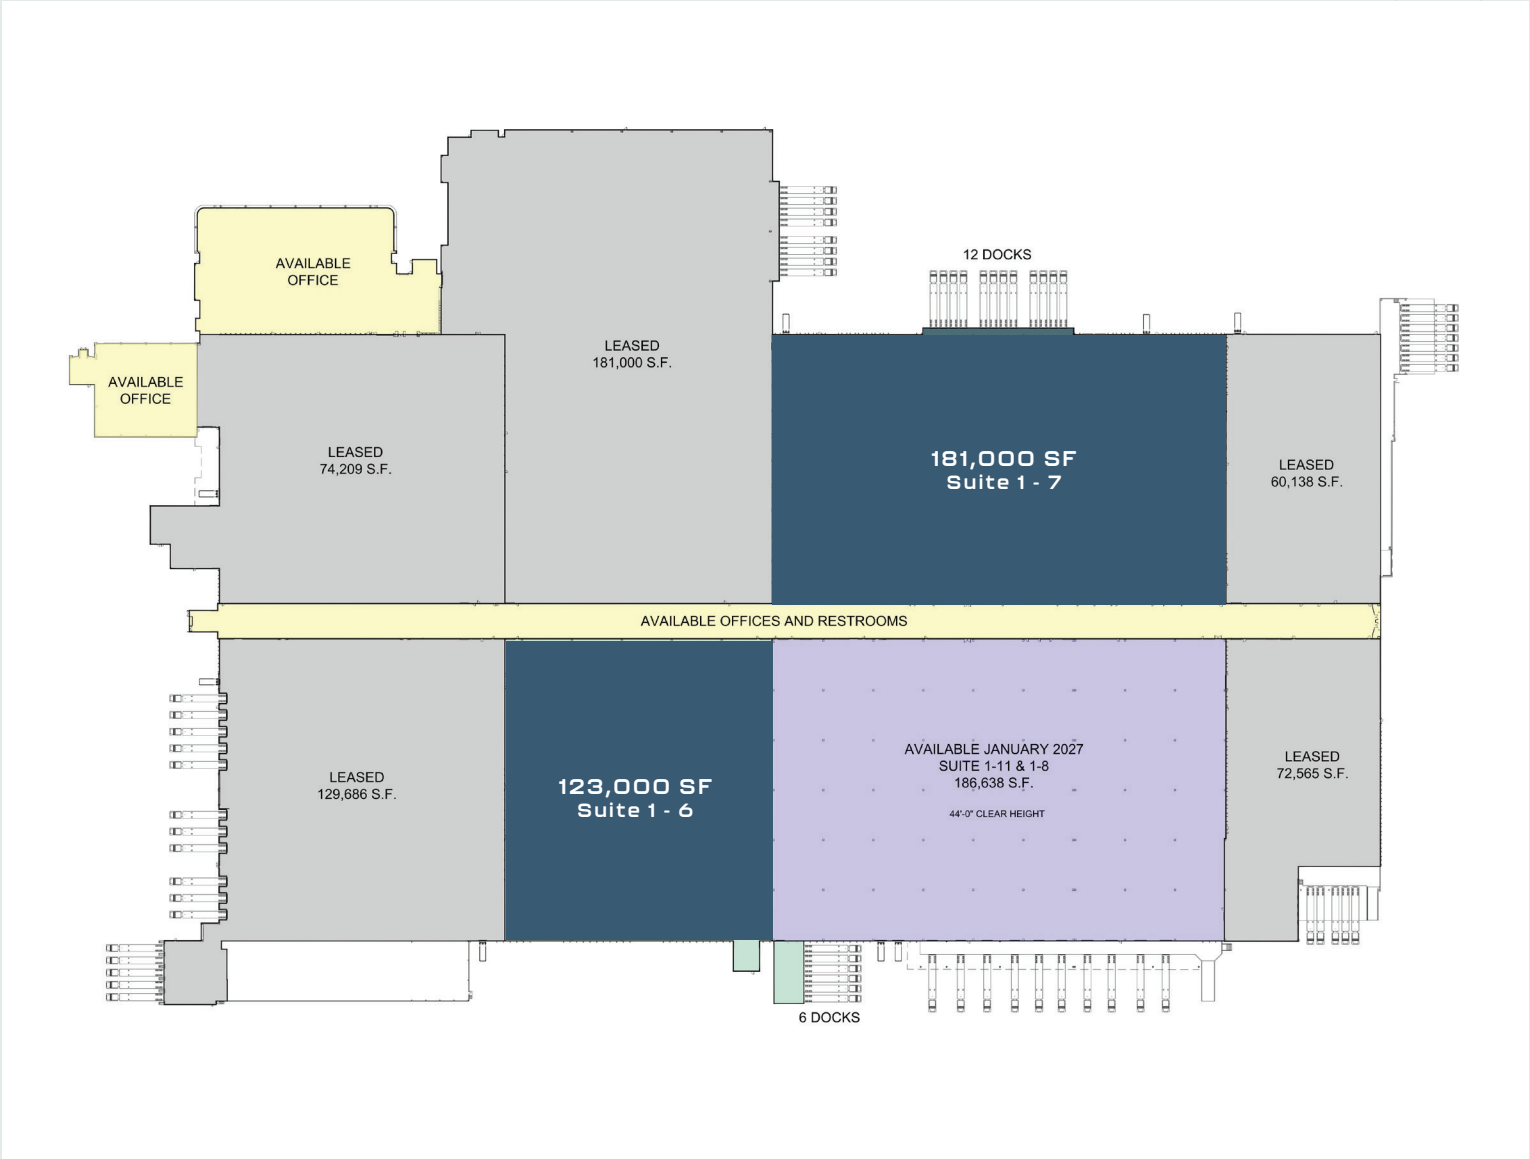 12 DOCKS
AVAILABLE
OFFICE
LEASED
181,000 S.F.
AVAILABLE
OFFICE
LEASED
74,209 S.F.
181,000 SF
Suite 1 - 7
LEASED
60,138 S.F.
AVAILABLE OFFICES AND RESTROOMS
LEASED
129,686 S.F.
123,000 SF
Suite 1 - 6
AVAILABLE JANUARY 2027
SUITE 1-11 & 1-8
186,638 S.F.
44'-0" CLEAR HEIGHT
LEASED
72,565 S.F.
6 DOCKS